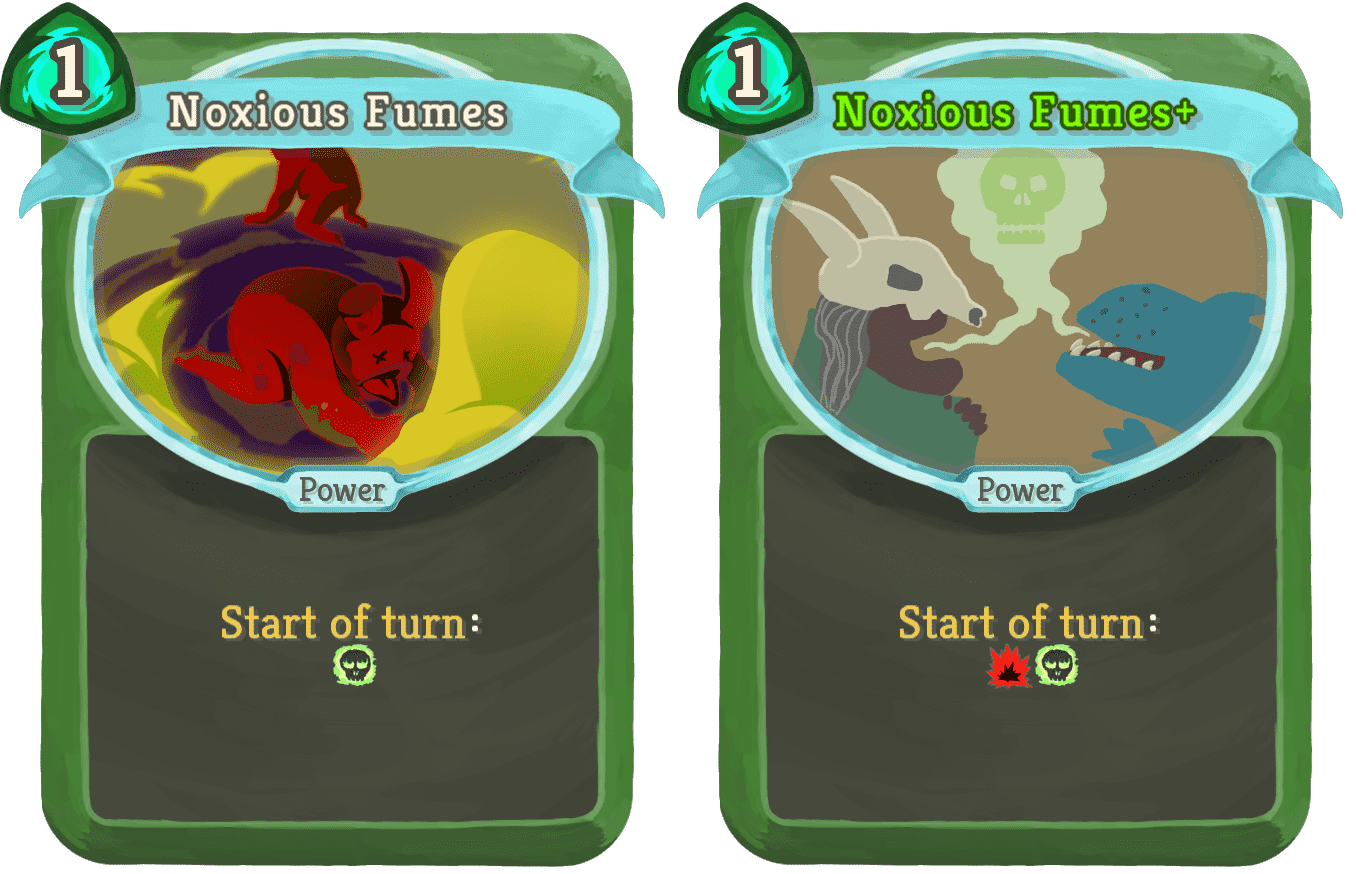 1
Noxious Fumes
Power
Start of turn:
1
Noxious Fumes+
Power
Start of turn: